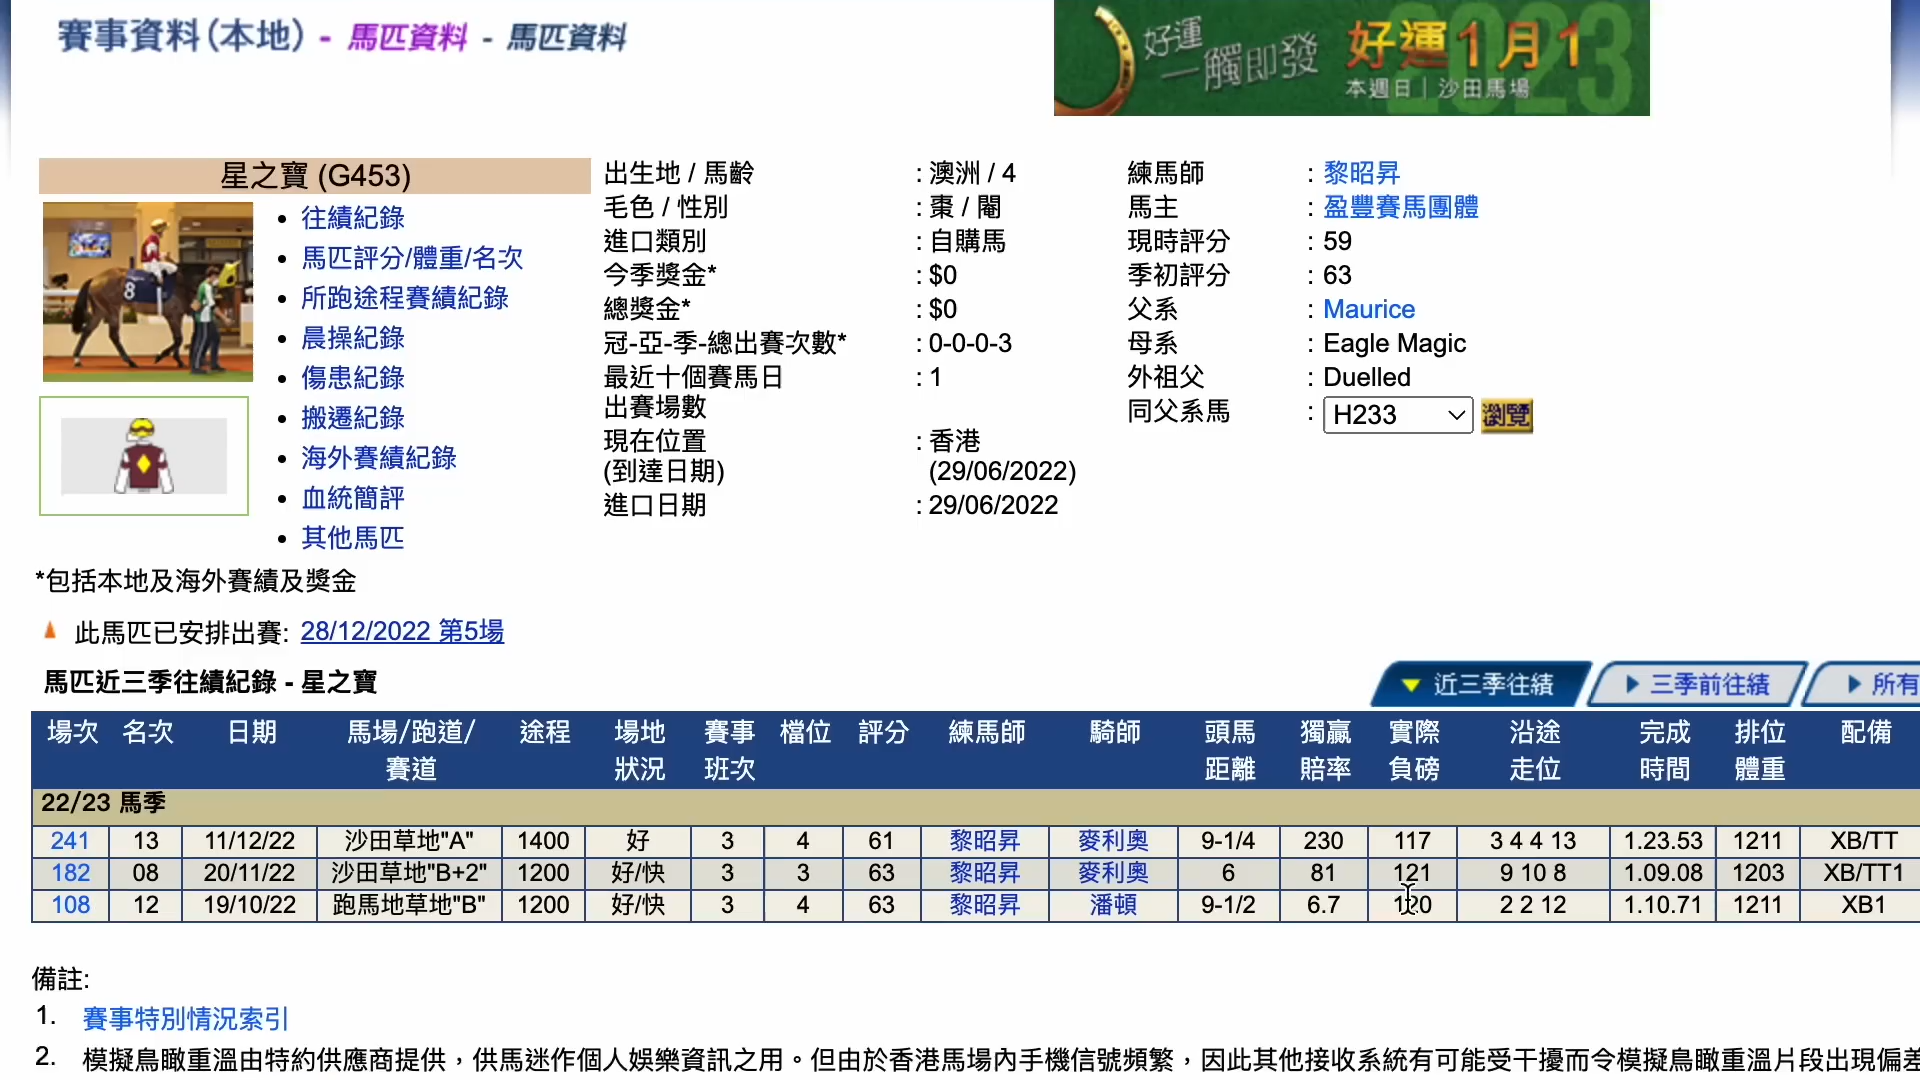 賽事資料(本地) - 馬匹資料 - 馬匹資料
好運
一觸即發
好運1月1
2023
本週日 | 沙田馬場
星之寶 (G453)
8
往績紀錄
馬匹評分/體重/名次
所跑途程賽績紀錄
晨操紀錄
傷患紀錄
搬遷紀錄
海外賽績紀錄
血統簡評
其他馬匹
出生地 / 馬齡 : 澳洲 / 4
毛色 / 性別 : 棗 / 閹
進口類別 : 自購馬
今季獎金* : $0
總獎金* : $0
冠-亞-季-總出賽次數* : 0-0-0-3
最近十個賽馬日 : 1
出賽場數
現在位置 : 香港
(到達日期) (29/06/2022)
進口日期 : 29/06/2022
練馬師 : 黎昭昇
馬主 : 盈豐賽馬團體
現時評分 : 59
季初評分 : 63
父系 : Maurice
母系 : Eagle Magic
外祖父 : Duelled
同父系馬 : H233 瀏覽
*包括本地及海外賽績及獎金
此馬匹已安排出賽: 28/12/2022 第5場
馬匹近三季往績紀錄 - 星之寶
近三季往績 三季前往績 所有
場次 名次 日期 馬場/跑道/ 途程 場地 賽事 檔位 評分 練馬師 騎師 頭馬 獨贏 實際 沿途 完成 排位 配備
賽道 狀況 班次 距離 賠率 負磅 走位 時間 體重
22/23 馬季
241 13 11/12/22 沙田草地"A" 1400 好 3 4 61 黎昭昇 麥利奧 9-1/4 230 117 3 4 4 13 1.23.53 1211 XB/TT
182 08 20/11/22 沙田草地"B+2" 1200 好/快 3 3 63 黎昭昇 麥利奧 6 81 121 9 10 8 1.09.08 1203 XB/TT1
108 12 19/10/22 跑馬地草地"B" 1200 好/快 3 4 63 黎昭昇 潘頓 9-1/2 6.7 120 2 2 12 1.10.71 1211 XB1
備註:
1. 賽事特別情況索引
2. 模擬鳥瞰重溫由特約供應商提供，供馬迷作個人娛樂資訊之用。但由於香港馬場內手機信號頻繁，因此其他接收系統有可能受干擾而令模擬鳥瞰重溫片段出現偏差